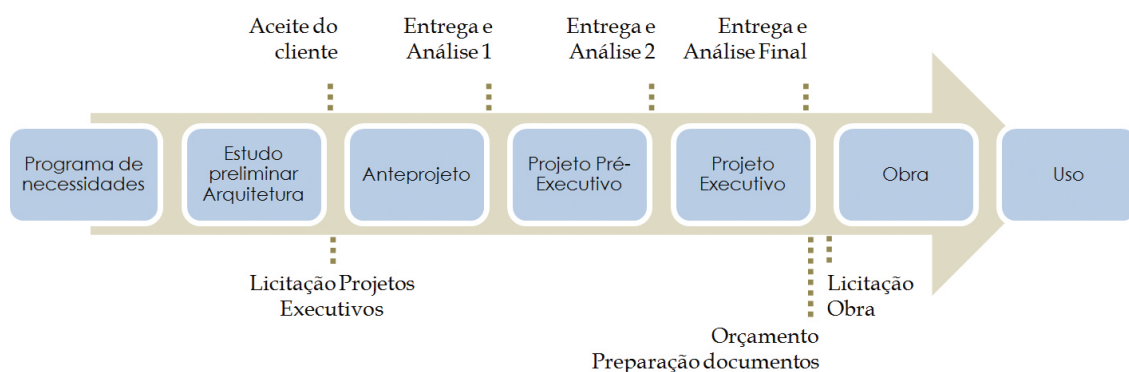 Aceite do
cliente
Entrega e
Análise 1
Entrega e
Análise 2
Entrega e
Análise Final
Programa de
necessidades
Estudo
preliminar
Arquitetura
Anteprojeto
Projeto Pré-
Executivo
Projeto
Executivo
Obra
Uso
Licitação Projetos
Executivos
Licitação
Obra
Orçamento
Preparação documentos